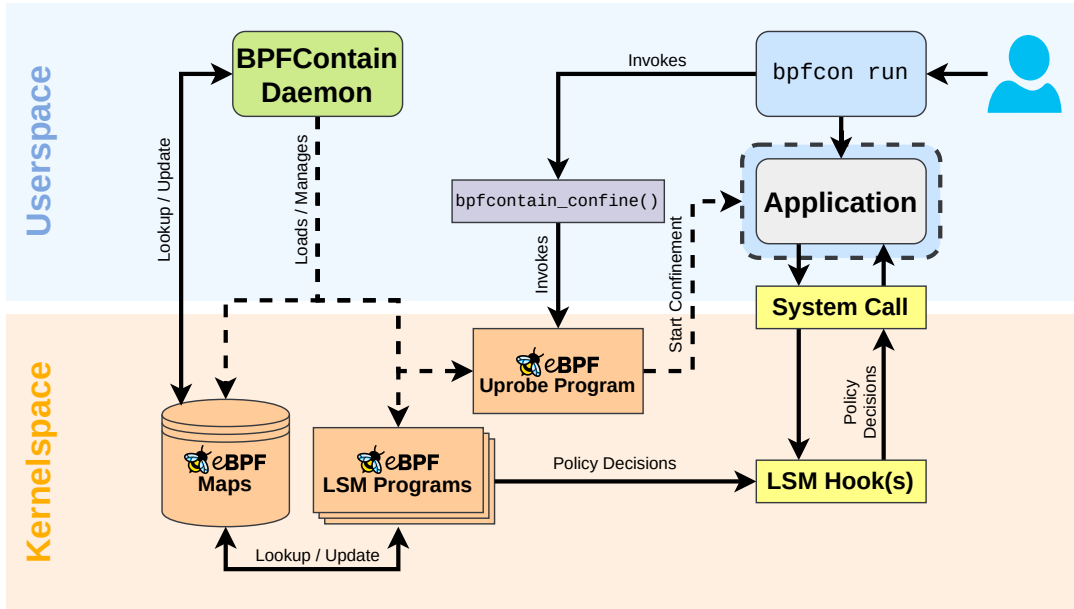 Userspace
BPFContain
Daemon
Invokes
bpfcon run
Lookup / Update
Loads / Manages
bpfcontain_confine()
Application
Invokes
Start Confinement
System Call
Kernelspace
eBPF
Uprobe Program
Policy
Decisions
eBPF
Maps
eBPF
LSM Programs
Policy Decisions
LSM Hook(s)
Lookup / Update